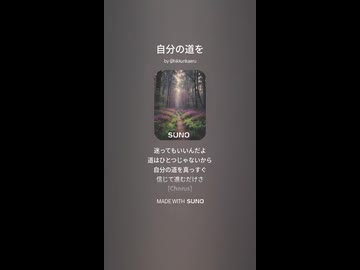 自分の道を
SUNO
迷ってもいいんだよ
道はひとつじゃないから
自分の道を真っすぐ
信じて進むだけさ
[Chorus]
MADE WITH SUNO